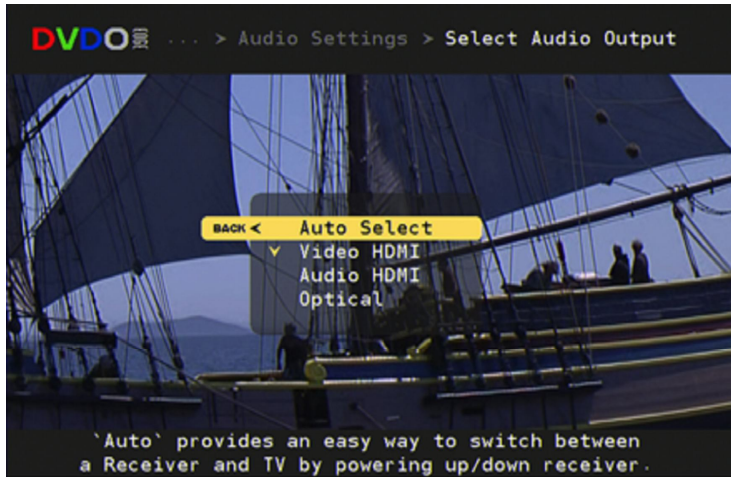 DVDO EDGE ... > Audio Settings > Select Audio Output
BACK < Auto Select
Video HDMI
Audio HDMI
Optical
`Auto` provides an easy way to switch between
a Receiver and TV by powering up/down receiver.